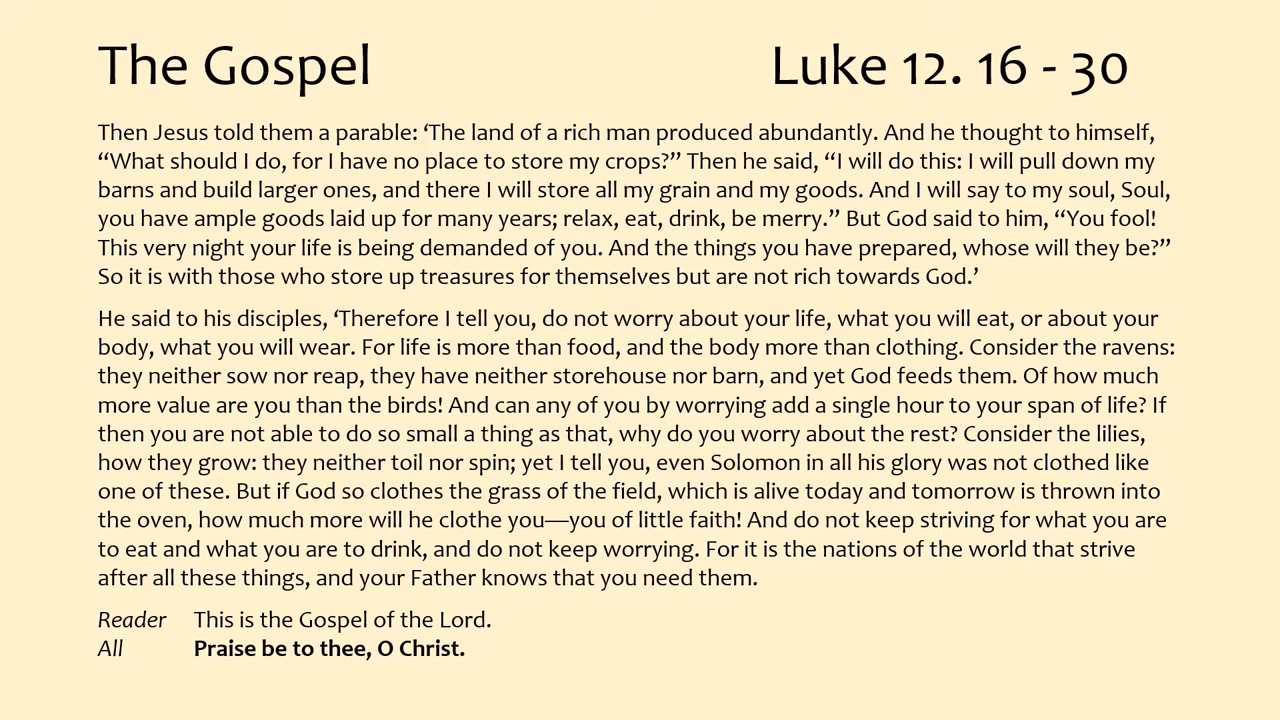 The Gospel Luke 12. 16 - 30
Then Jesus told them a parable: ‘The land of a rich man produced abundantly. And he thought to himself,
“What should I do, for I have no place to store my crops?” Then he said, “I will do this: I will pull down my
barns and build larger ones, and there I will store all my grain and my goods. And I will say to my soul, Soul,
you have ample goods laid up for many years; relax, eat, drink, be merry.” But God said to him, “You fool!
This very night your life is being demanded of you. And the things you have prepared, whose will they be?”
So it is with those who store up treasures for themselves but are not rich towards God.’
He said to his disciples, ‘Therefore I tell you, do not worry about your life, what you will eat, or about your
body, what you will wear. For life is more than food, and the body more than clothing. Consider the ravens:
they neither sow nor reap, they have neither storehouse nor barn, and yet God feeds them. Of how much
more value are you than the birds! And can any of you by worrying add a single hour to your span of life? If
then you are not able to do so small a thing as that, why do you worry about the rest? Consider the lilies,
how they grow: they neither toil nor spin; yet I tell you, even Solomon in all his glory was not clothed like
one of these. But if God so clothes the grass of the field, which is alive today and tomorrow is thrown into
the oven, how much more will he clothe you—you of little faith! And do not keep striving for what you are
to eat and what you are to drink, and do not keep worrying. For it is the nations of the world that strive
after all these things, and your Father knows that you need them.
Reader This is the Gospel of the Lord.
All Praise be to thee, O Christ.